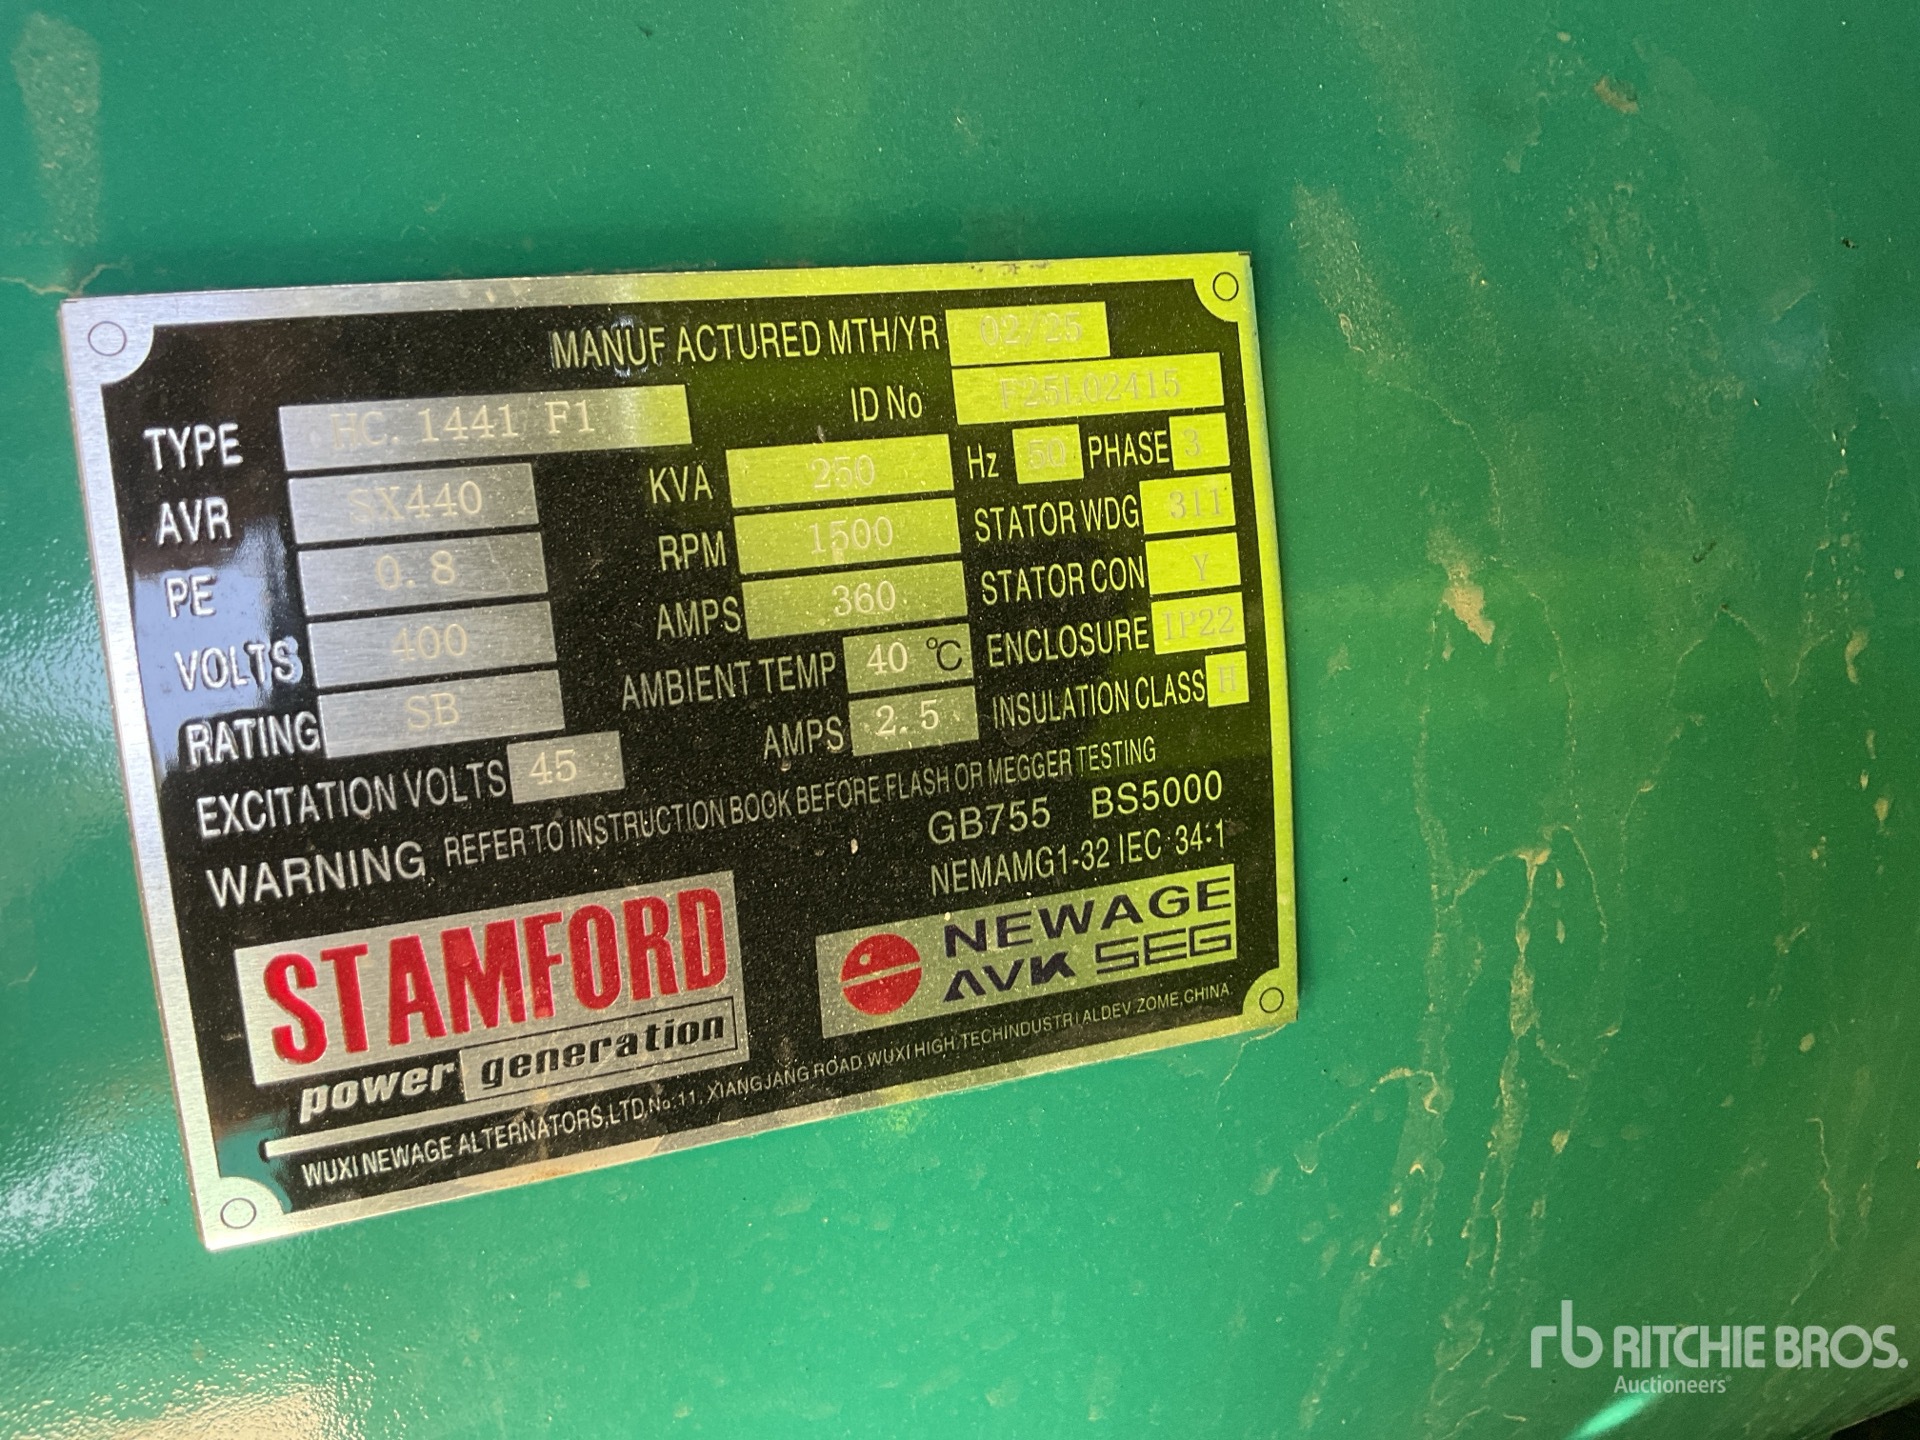 MANUF ACTURED MTH/YR 02/25
ID No F25L02415
TYPE HC. 1441 F1
AVR SX440
PE 0.8
VOLTS 400
RATING SB
EXCITATION VOLTS 45
KVA 250
RPM 1500
AMPS 360
AMBIENT TEMP 40 ℃
AMPS 2.5
Hz 50 PHASE 3
STATOR WDG 311
STATOR CON Y
ENCLOSURE IP22
INSULATION CLASS H
WARNING REFER TO INSTRUCTION BOOK BEFORE FLASH OR MEGGER TESTING
GB755 BS5000
NEMAMG1-32 IEC 34-1
STAMFORD
power generation
NEWAGE
AVK SEG
WUXI NEWAGE ALTERNATORS,LTD,No.11, XIANGJANG ROAD WUXI HIGH TECHINDUSTRIALDEV.ZOME,CHINA.
rb RITCHIE BROS.
Auctioneers